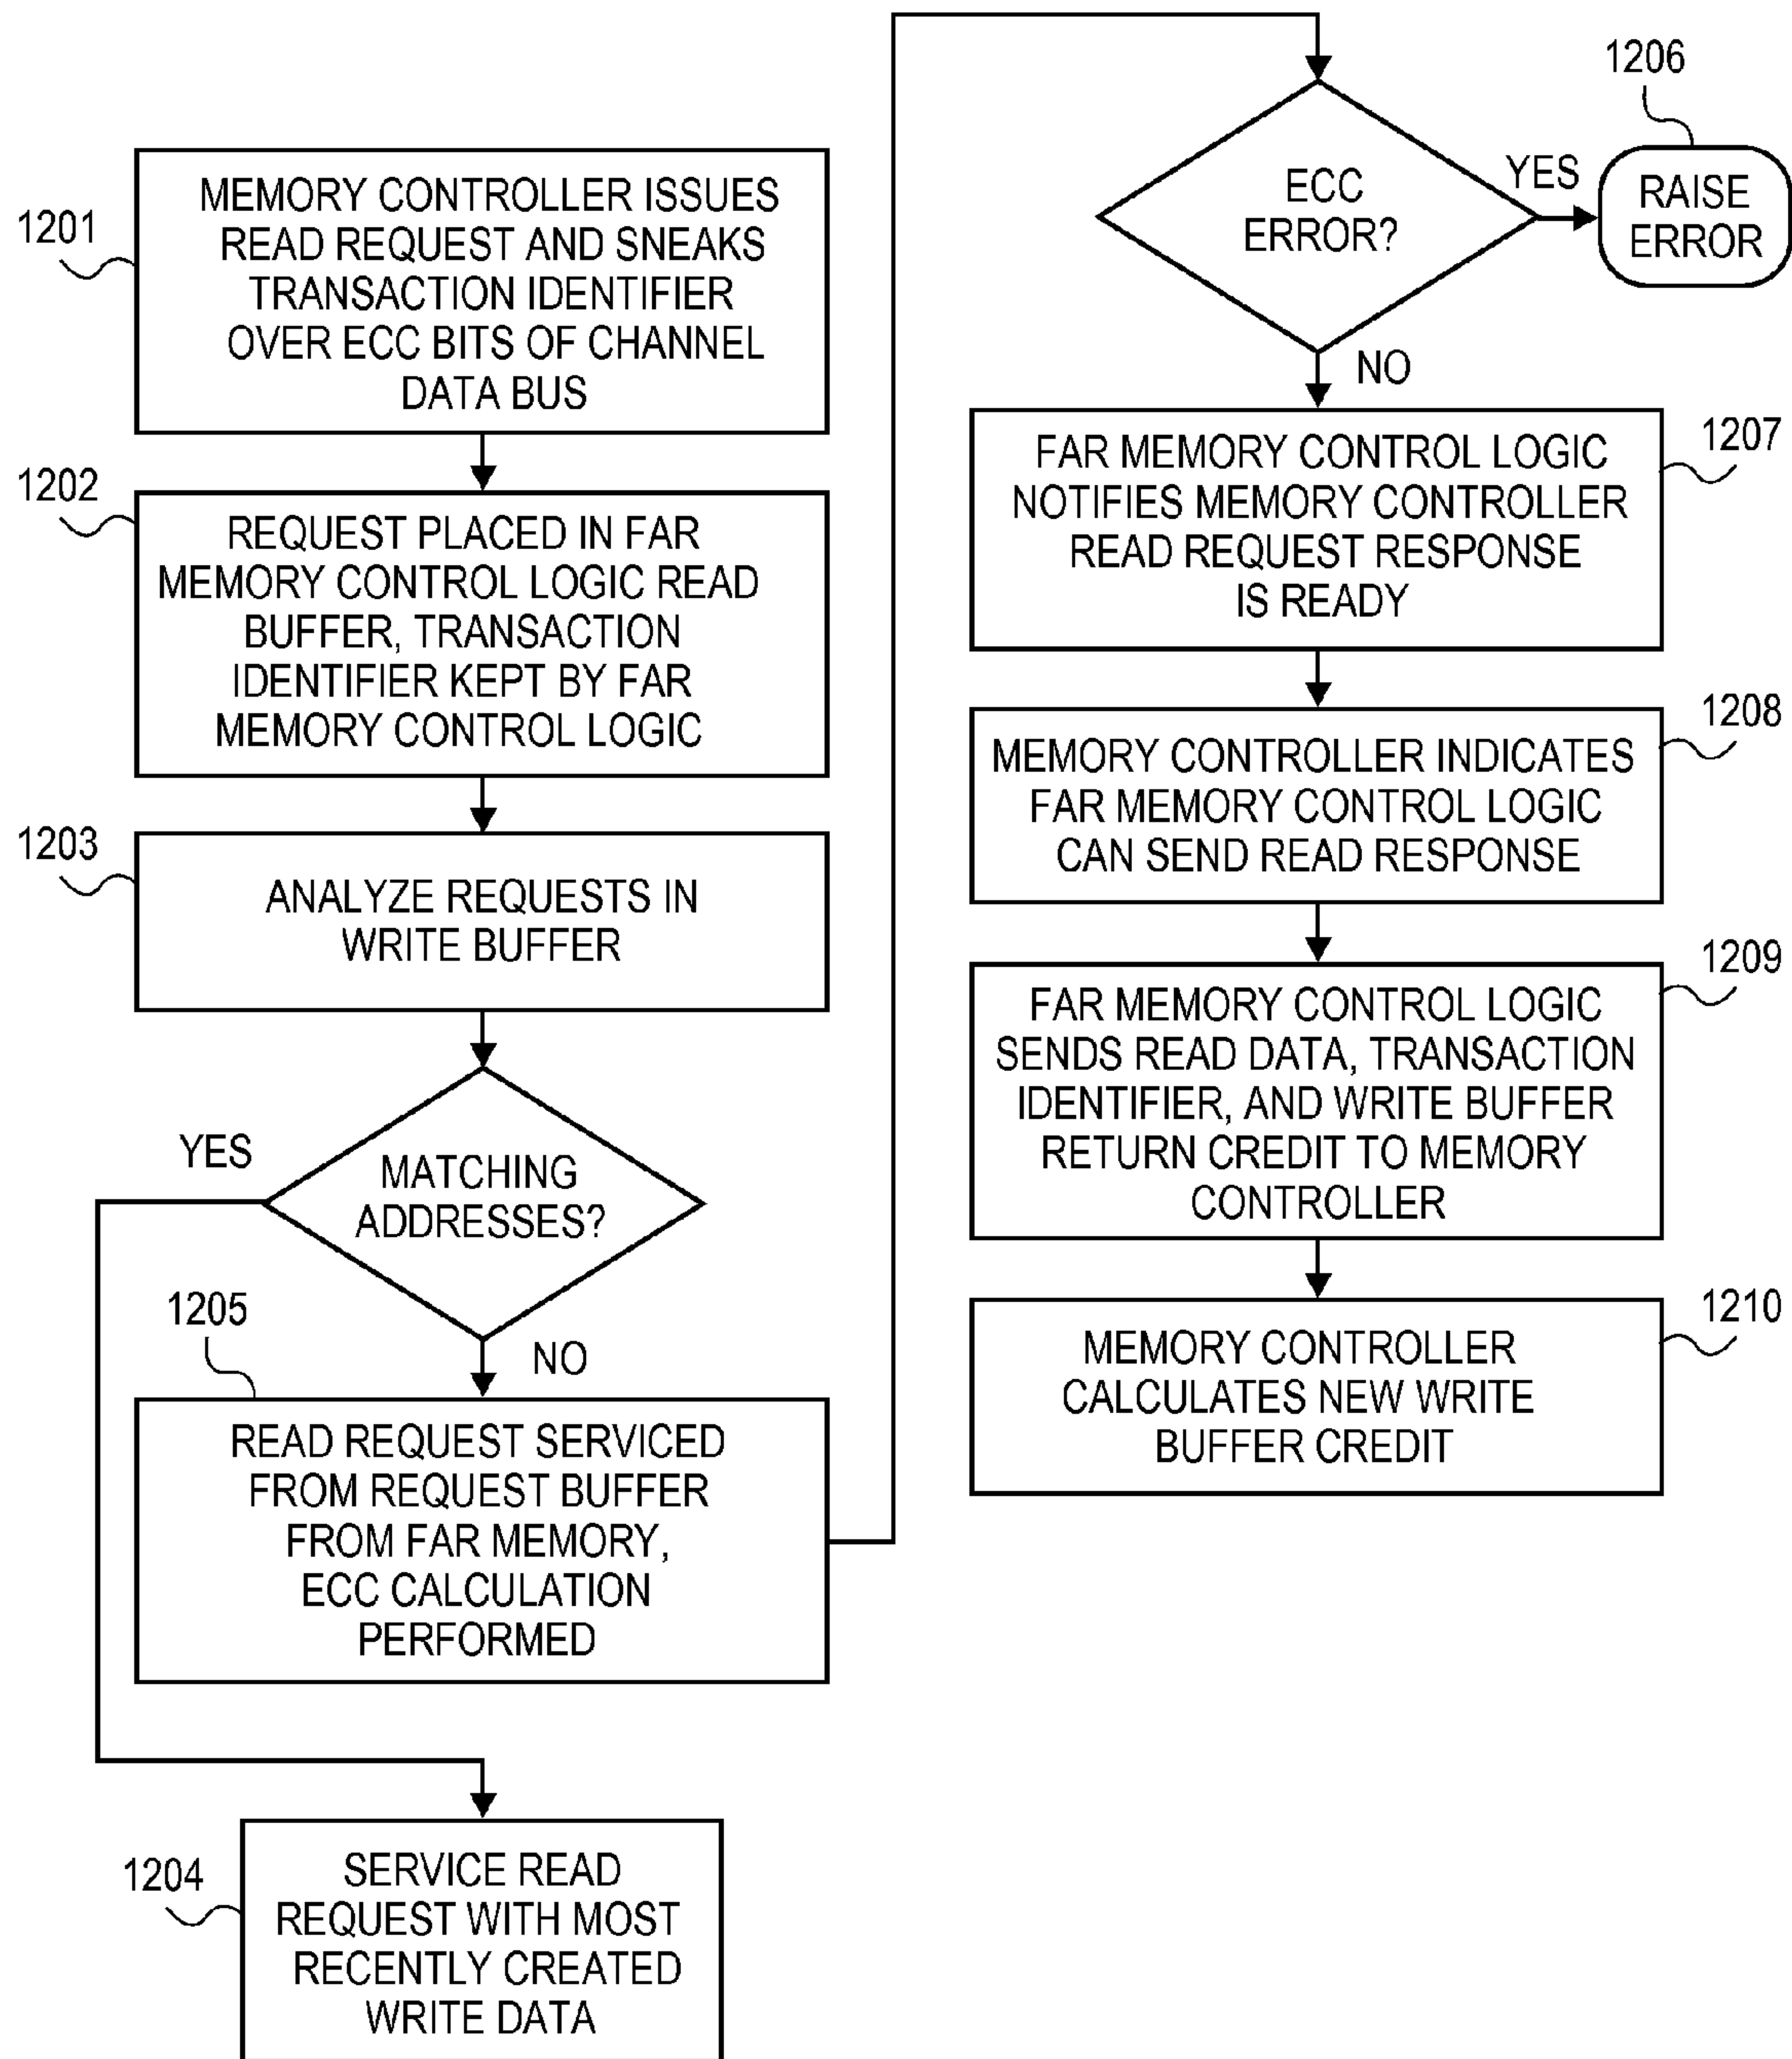 1201
MEMORY CONTROLLER ISSUES
READ REQUEST AND SNEAKS
TRANSACTION IDENTIFIER
OVER ECC BITS OF CHANNEL
DATA BUS
1202
REQUEST PLACED IN FAR
MEMORY CONTROL LOGIC READ
BUFFER, TRANSACTION
IDENTIFIER KEPT BY FAR
MEMORY CONTROL LOGIC
1203
ANALYZE REQUESTS IN
WRITE BUFFER
YES
MATCHING
ADDRESSES?
NO
1205
READ REQUEST SERVICED
FROM REQUEST BUFFER
FROM FAR MEMORY,
ECC CALCULATION
PERFORMED
1204
SERVICE READ
REQUEST WITH MOST
RECENTLY CREATED
WRITE DATA
ECC
ERROR?
YES
1206
RAISE
ERROR
NO
1207
FAR MEMORY CONTROL LOGIC
NOTIFIES MEMORY CONTROLLER
READ REQUEST RESPONSE
IS READY
1208
MEMORY CONTROLLER INDICATES
FAR MEMORY CONTROL LOGIC
CAN SEND READ RESPONSE
1209
FAR MEMORY CONTROL LOGIC
SENDS READ DATA, TRANSACTION
IDENTIFIER, AND WRITE BUFFER
RETURN CREDIT TO MEMORY
CONTROLLER
1210
MEMORY CONTROLLER
CALCULATES NEW WRITE
BUFFER CREDIT